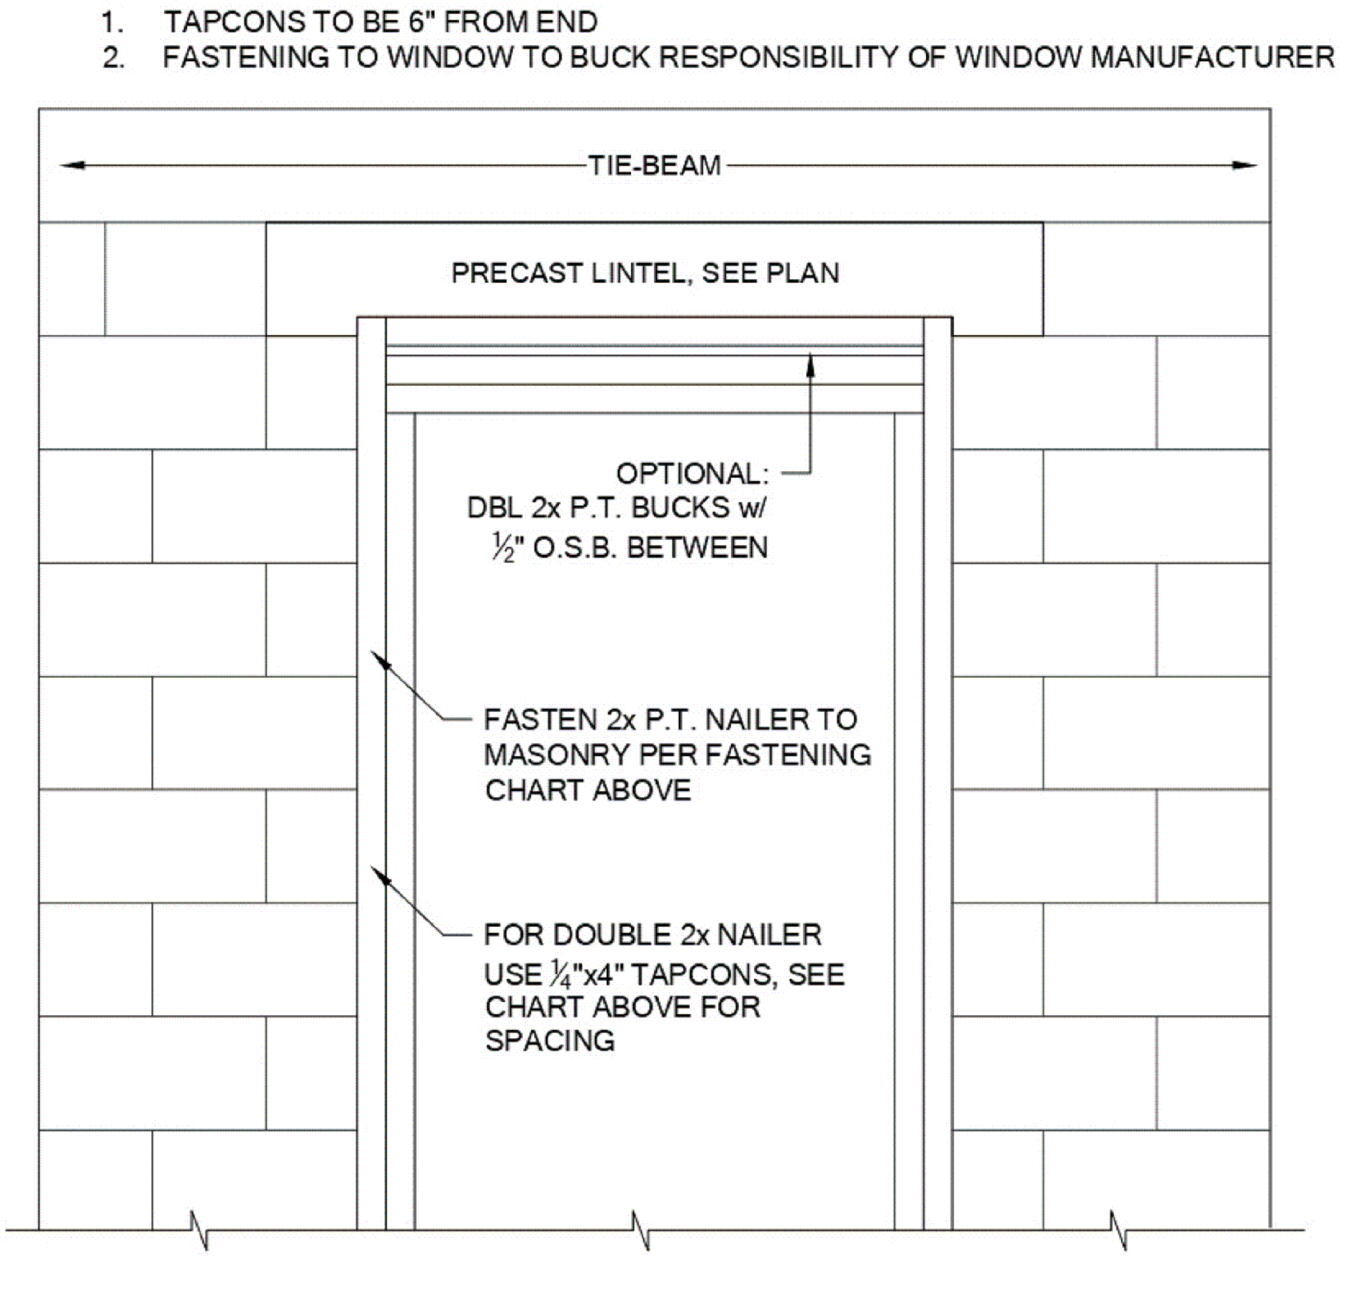 1. TAPCONS TO BE 6" FROM END
2. FASTENING TO WINDOW TO BUCK RESPONSIBILITY OF WINDOW MANUFACTURER
TIE-BEAM
PRECAST LINTEL, SEE PLAN
OPTIONAL:
DBL 2x P.T. BUCKS w/
½" O.S.B. BETWEEN
FASTEN 2x P.T. NAILER TO
MASONRY PER FASTENING
CHART ABOVE
FOR DOUBLE 2x NAILER
USE ¼"x4" TAPCONS, SEE
CHART ABOVE FOR
SPACING